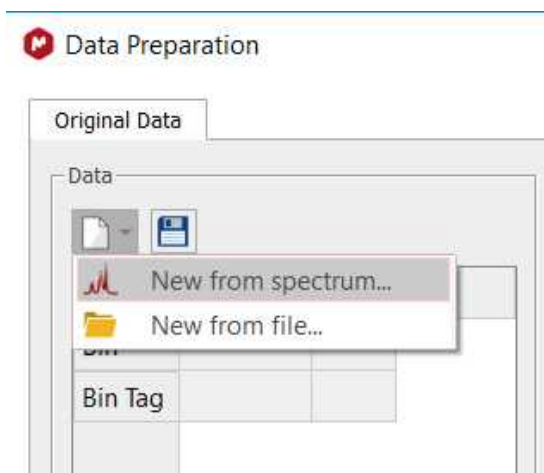 Data Preparation
Original Data
Data
New from spectrum...
New from file...
Bin Tag